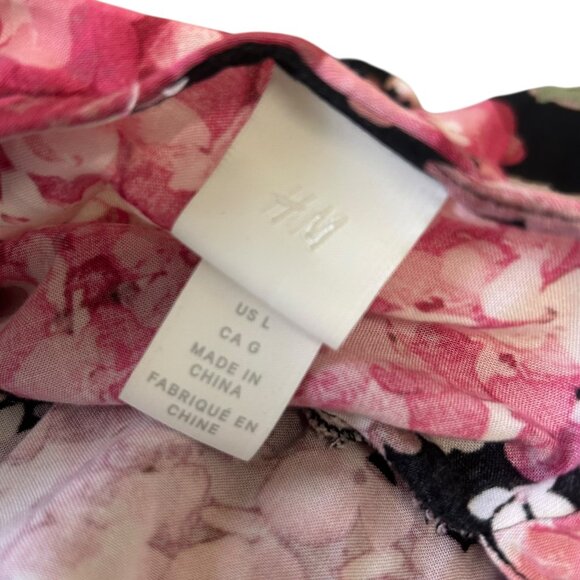 H&M
US L
CA G
MADE IN
CHINA
FABRIQUÉ EN
CHINE